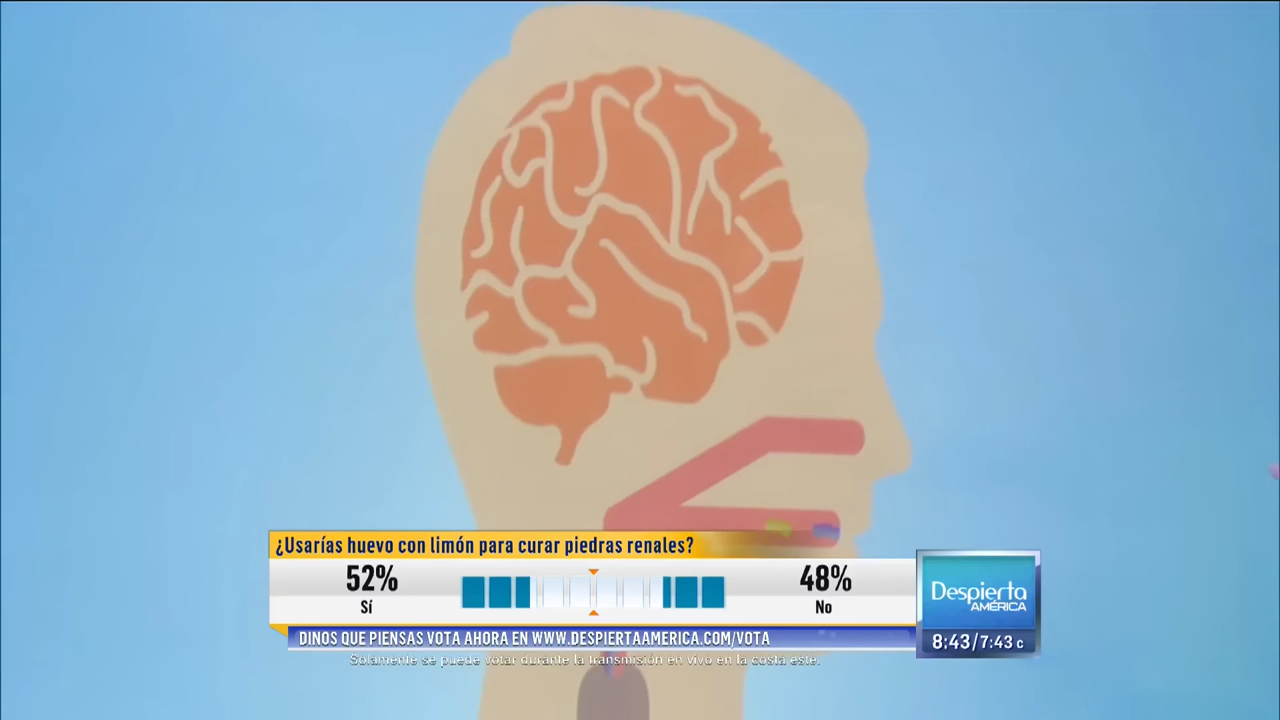 ¿Usarías huevo con limón para curar piedras renales?
52%
Sí
48%
No
Despierta
AMÉRICA
DINOS QUE PIENSAS VOTA AHORA EN WWW.DESPIERTAAMERICA.COM/VOTA
8:43/7:43 c
Solamente se puede votar durante la transmisión en vivo en la costa este.